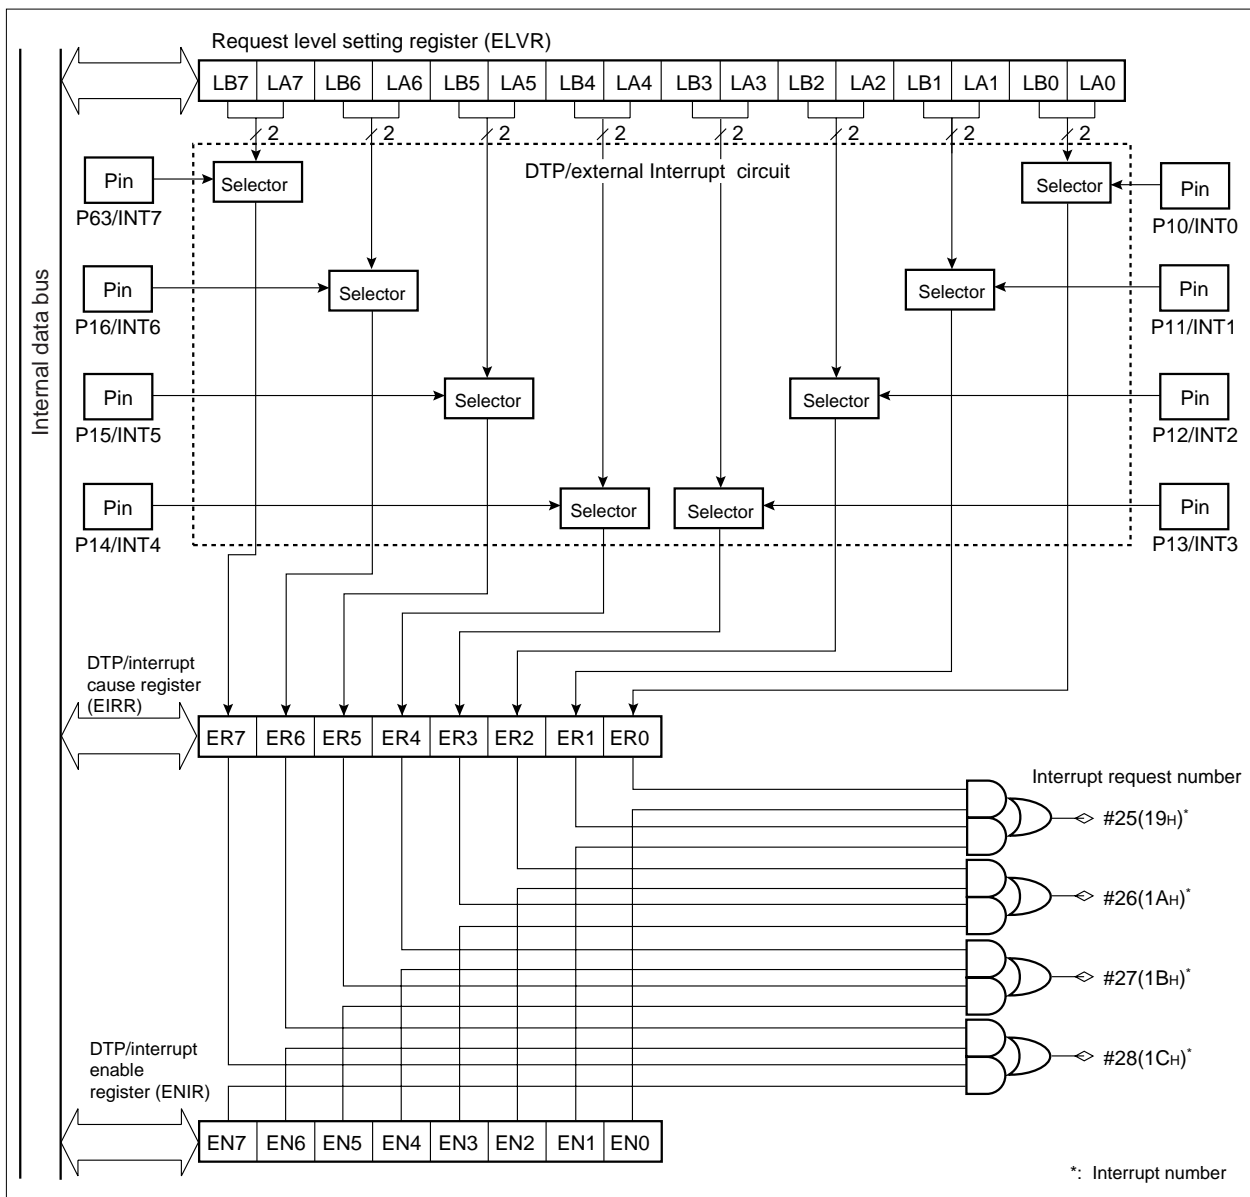 Request level setting register (ELVR)
LB7 LA7 LB6 LA6 LB5 LA5 LB4 LA4 LB3 LA3 LB2 LA2 LB1 LA1 LB0 LA0
2 2 2 2 2 2 2 2
DTP/external Interrupt circuit
Pin Selector Selector Pin
P63/INT7 P10/INT0
Pin Selector Selector Pin
P16/INT6 P11/INT1
Internal data bus
Pin Selector Selector Pin
P15/INT5 P12/INT2
Pin Selector Selector Pin
P14/INT4 P13/INT3
DTP/interrupt
cause register
(EIRR)
ER7 ER6 ER5 ER4 ER3 ER2 ER1 ER0
Interrupt request number
#25(19H)*
#26(1AH)*
#27(1BH)*
#28(1CH)*
DTP/interrupt
enable
register (ENIR)
EN7 EN6 EN5 EN4 EN3 EN2 EN1 EN0
*: Interrupt number